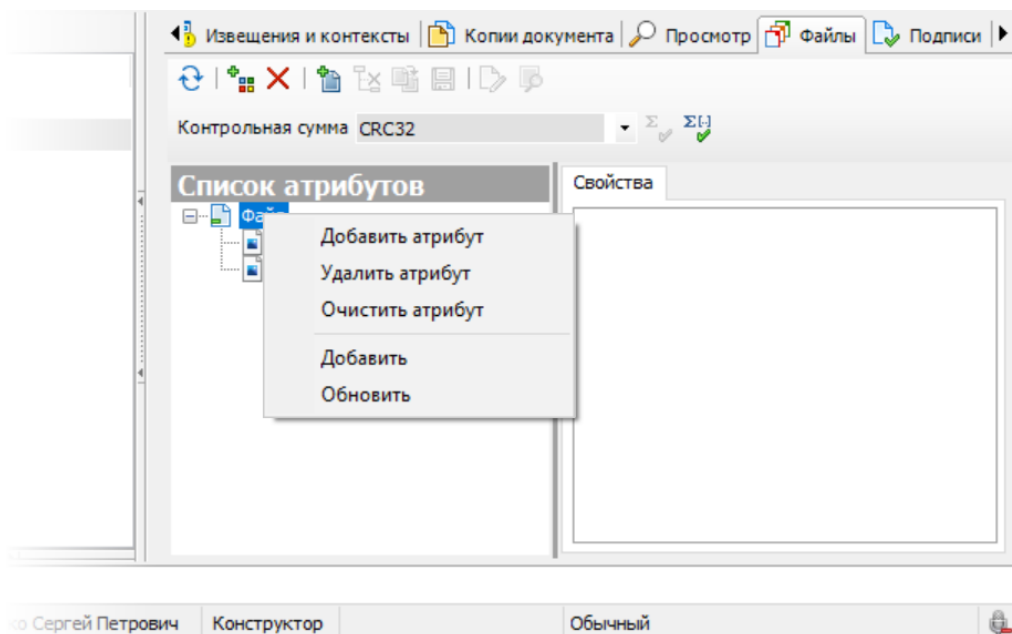 Извещения и контексты Копии документа Просмотр Файлы Подписи
Контрольная сумма CRC32
Список атрибутов
Свойства
Добавить атрибут
Удалить атрибут
Очистить атрибут
Добавить
Обновить
Сергей Петрович Конструктор Обычный